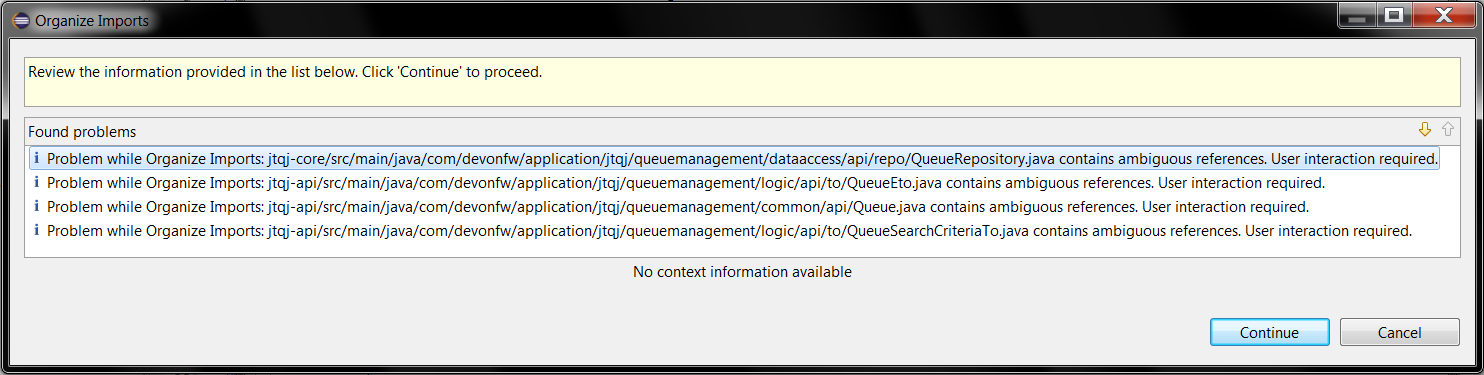 Organize Imports
Review the information provided in the list below. Click 'Continue' to proceed.
Found problems
Problem while Organize Imports: jtqj-core/src/main/java/com/devonfw/application/jtqj/queuemanagement/dataaccess/api/repo/QueueRepository.java contains ambiguous references. User interaction required.
Problem while Organize Imports: jtqj-api/src/main/java/com/devonfw/application/jtqj/queuemanagement/logic/api/to/QueueEto.java contains ambiguous references. User interaction required.
Problem while Organize Imports: jtqj-api/src/main/java/com/devonfw/application/jtqj/queuemanagement/common/api/Queue.java contains ambiguous references. User interaction required.
Problem while Organize Imports: jtqj-api/src/main/java/com/devonfw/application/jtqj/queuemanagement/logic/api/to/QueueSearchCriteriaTo.java contains ambiguous references. User interaction required.
No context information available
Continue Cancel